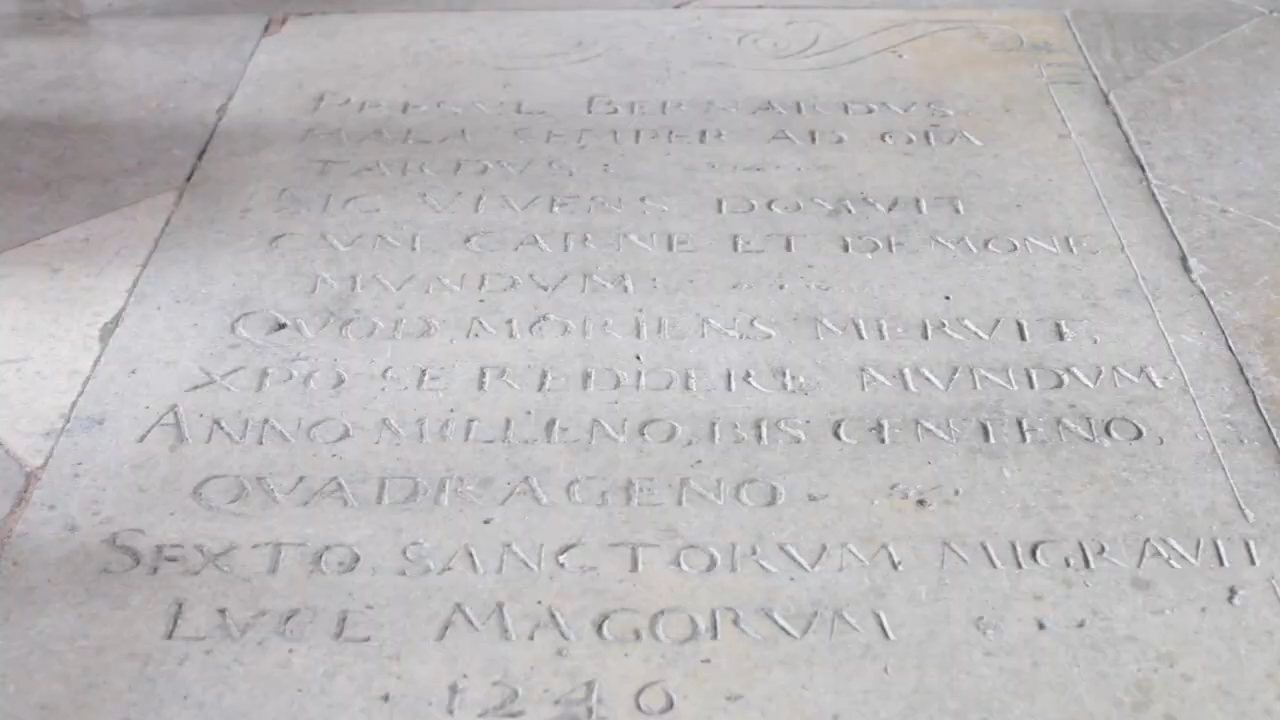 PRESVL BERNARDVS.
MALA SEMPER AD OĪA
TARDVS:
SIC VIVENS DOMVIT
CVM CARNE ET DEMONE
MVNDVM:
QVOD MORIENS MERVIT,
XPO SE REDDERE MVNDVM
ANNO MILLENO, BIS CENTENO,
QVADRAGENO.
SEXTO SANCTORVM MIGRAVIT
LVCE MAGORVM
· 1240 ·